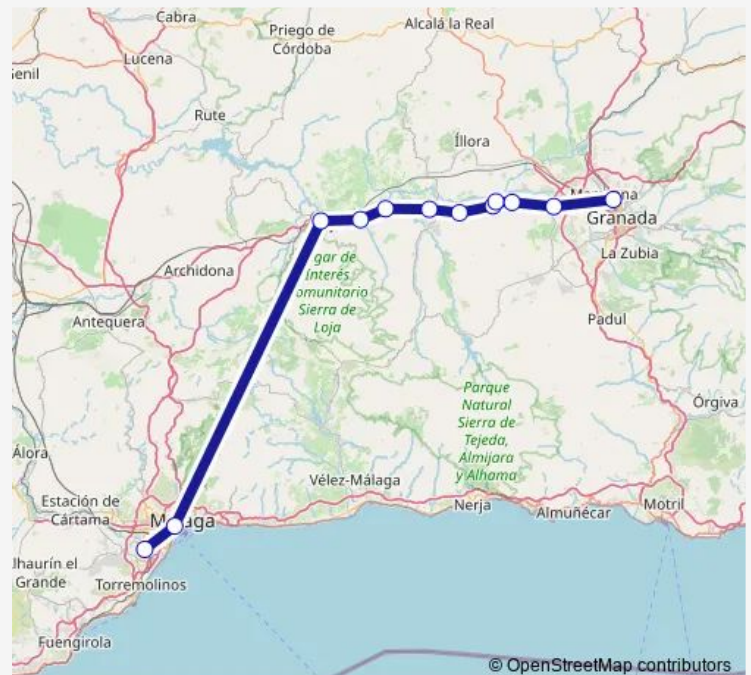 Cabra
Priego de
Córdoba
Alcalá la Real
Lucena
Rute
Íllora
Granada
La Zubia
Archidona
gar de
Interés
omunitario
Sierra de
Loja
Antequera
Padul
Parque
Natural
Sierra de
Tejeda,
Almijara
y Alhama
Órgiva
Álora
Vélez-Málaga
Estación de
Cártama
Nerja
Almuñécar
Motril
Torremolinos
Grande
Fuengirola
© OpenStreetMap contributors